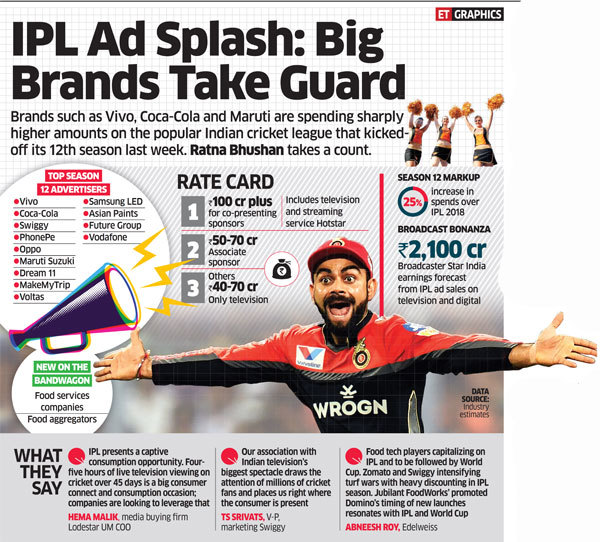 ET GRAPHICS
IPL Ad Splash: Big
Brands Take Guard
Brands such as Vivo, Coca-Cola and Maruti are spending sharply
higher amounts on the popular Indian cricket league that kicked-
off its 12th season last week. Ratna Bhushan takes a count.
TOP SEASON
12 ADVERTISERS
•Vivo
•Coca-Cola
•Swiggy
•PhonePe
•Oppo
•Maruti Suzuki
•Dream 11
•MakeMyTrip
•Voltas
•Samsung LED
•Asian Paints
•Future Group
•Vodafone
NEW ON THE
BANDWAGON
Food services
companies
Food aggregators
RATE CARD
1
₹100 cr plus
for co-presenting
sponsors
Includes television
and streaming
service Hotstar
2
₹50-70 cr
Associate
sponsor
3
Others
₹40-70 cr
Only television
₹
SEASON 12 MARKUP
25%
increase in
spends over
IPL 2018
BROADCAST BONANZA
₹2,100 cr
Broadcaster Star India
earnings forecast
from IPL ad sales on
television and digital
Valvoline
WROGN
DATA
SOURCE:
Industry
estimates
WHAT
THEY
SAY
IPL presents a captive
consumption opportunity. Four-
five hours of live television viewing on
cricket over 45 days is a big consumer
connect and consumption occasion;
companies are looking to leverage that
HEMA MALIK, media buying firm
Lodestar UM COO
Our association with
Indian television's
biggest spectacle draws the
attention of millions of cricket
fans and places us right where
the consumer is present
TS SRIVATS, V-P,
marketing Swiggy
Food tech players capitalizing on
IPL and to be followed by World
Cup. Zomato and Swiggy intensifying
turf wars with heavy discounting in IPL
season. Jubilant FoodWorks' promoted
Domino's timing of new launches
resonates with IPL and World Cup
ABNEESH ROY, Edelweiss